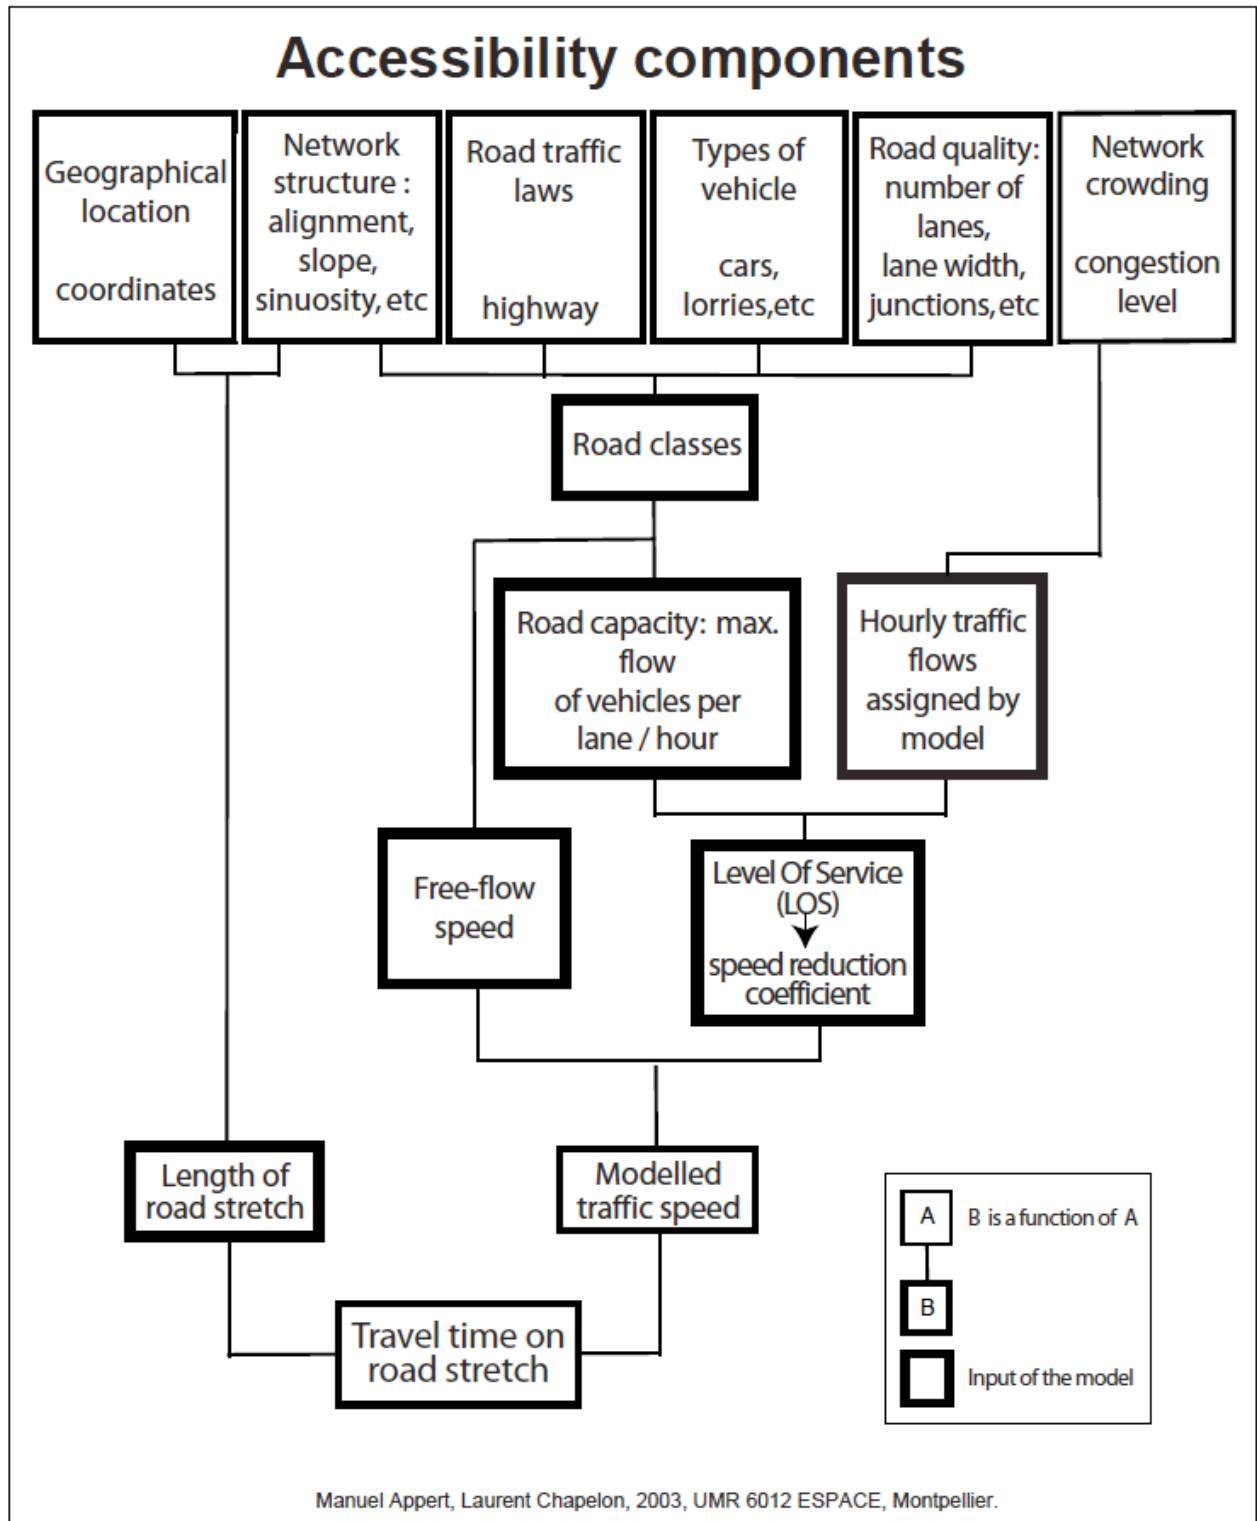 Accessibility components
Geographical
location
coordinates
Network
structure :
alignment,
slope,
sinuosity, etc
Road traffic
laws
highway
Types of
vehicle
cars,
lorries,etc
Road quality:
number of
lanes,
lane width,
junctions, etc
Network
crowding
congestion
level
Road classes
Road capacity: max.
flow
of vehicles per
lane / hour
Hourly traffic
flows
assigned by
model
Free-flow
speed
Level Of Service
(LOS)
speed reduction
coefficient
Length of
road stretch
Modelled
traffic speed
Travel time on
road stretch
A
B is a function of A
B
Input of the model
Manuel Appert, Laurent Chapelon, 2003, UMR 6012 ESPACE, Montpellier.